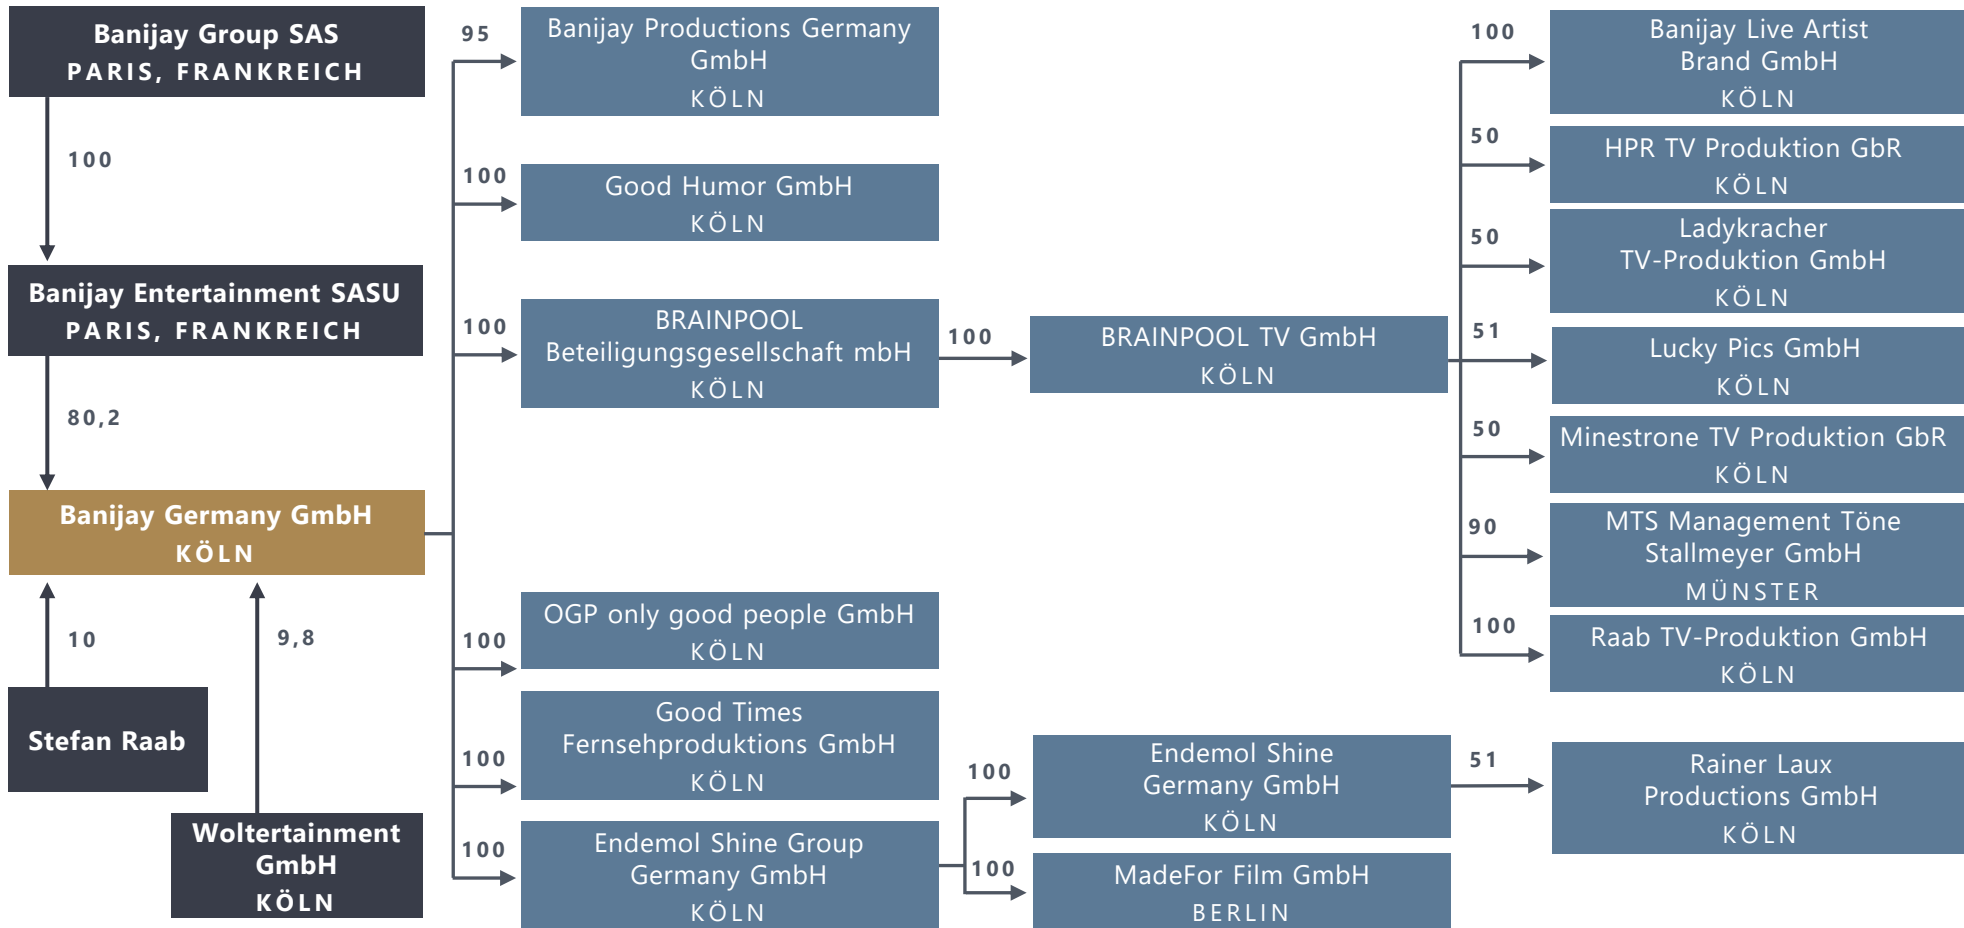 Banijay Group SAS
PARIS, FRANKREICH
100
Banijay Entertainment SASU
PARIS, FRANKREICH
80,2
Banijay Germany GmbH
KÖLN
10
Stefan Raab
9,8
Woltertainment
GmbH
KÖLN
95
Banijay Productions Germany
GmbH
KÖLN
100
Good Humor GmbH
KÖLN
100
BRAINPOOL
Beteiligungsgesellschaft mbH
KÖLN
100
OGP only good people GmbH
KÖLN
100
Good Times
Fernsehproduktions GmbH
KÖLN
100
Endemol Shine Group
Germany GmbH
KÖLN
100
BRAINPOOL TV GmbH
KÖLN
100
Endemol Shine
Germany GmbH
KÖLN
100
MadeFor Film GmbH
BERLIN
100
Banijay Live Artist
Brand GmbH
KÖLN
50
HPR TV Produktion GbR
KÖLN
50
Ladykracher
TV-Produktion GmbH
KÖLN
51
Lucky Pics GmbH
KÖLN
50
Minestrone TV Produktion GbR
KÖLN
90
MTS Management Töne
Stallmeyer GmbH
MÜNSTER
100
Raab TV-Produktion GmbH
KÖLN
51
Rainer Laux
Productions GmbH
KÖLN